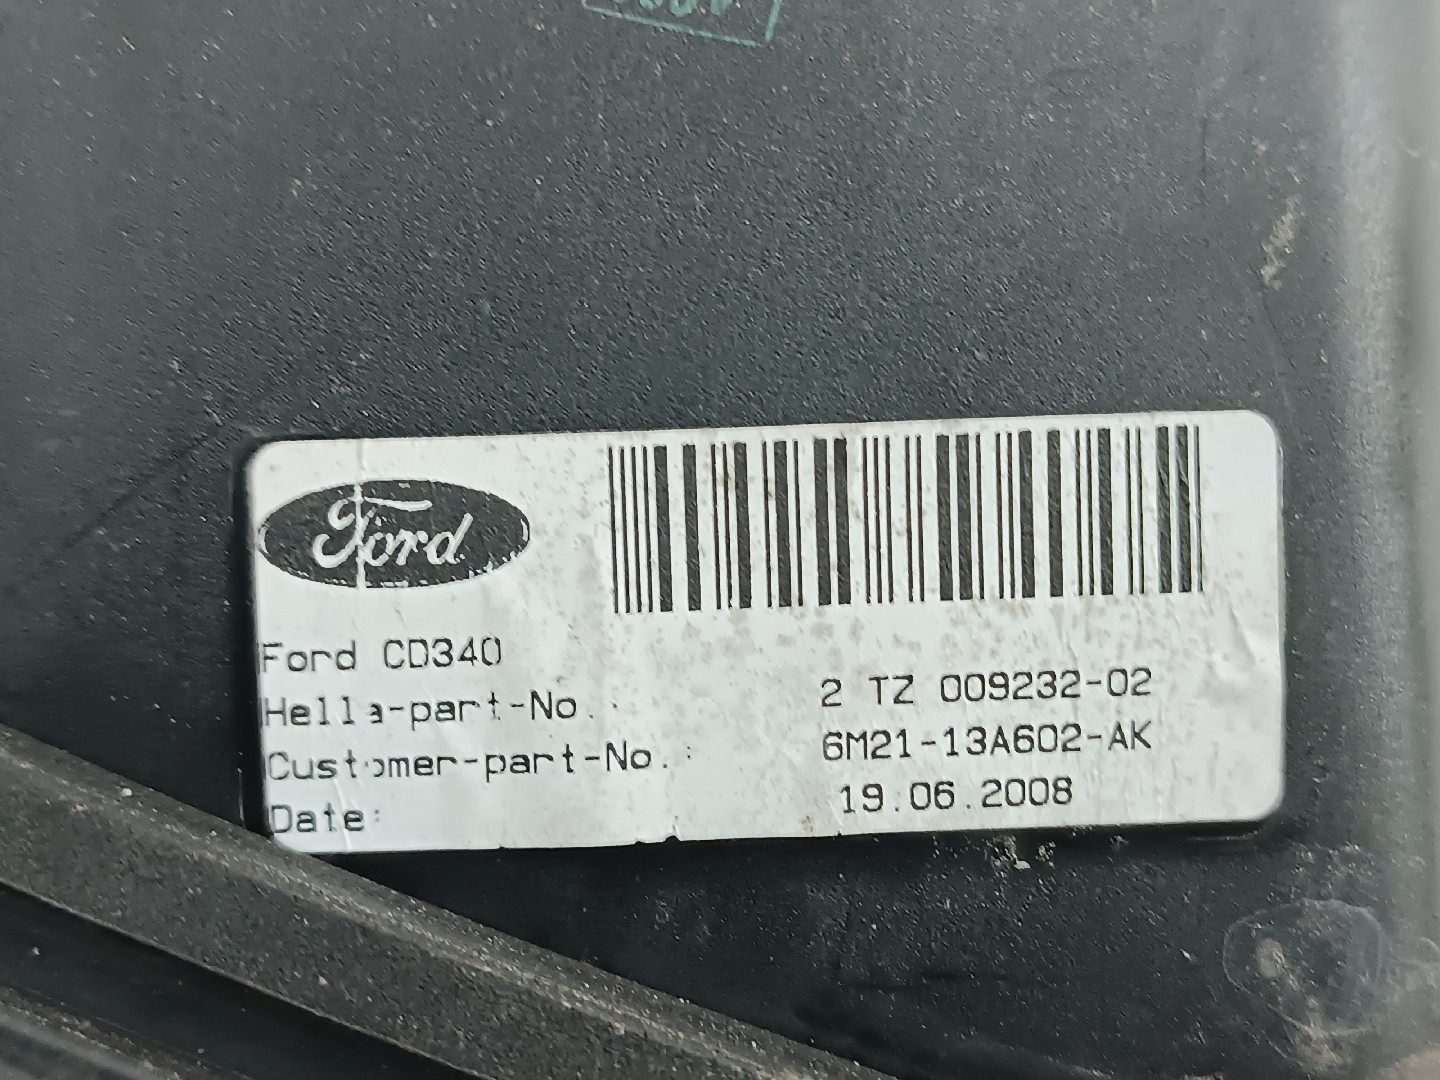 Ford
Ford CD340
Hella-part-No.: 2 TZ 009232-02
Customer-part-No.: 6M21-13A602-AK
Date: 19.06.2008